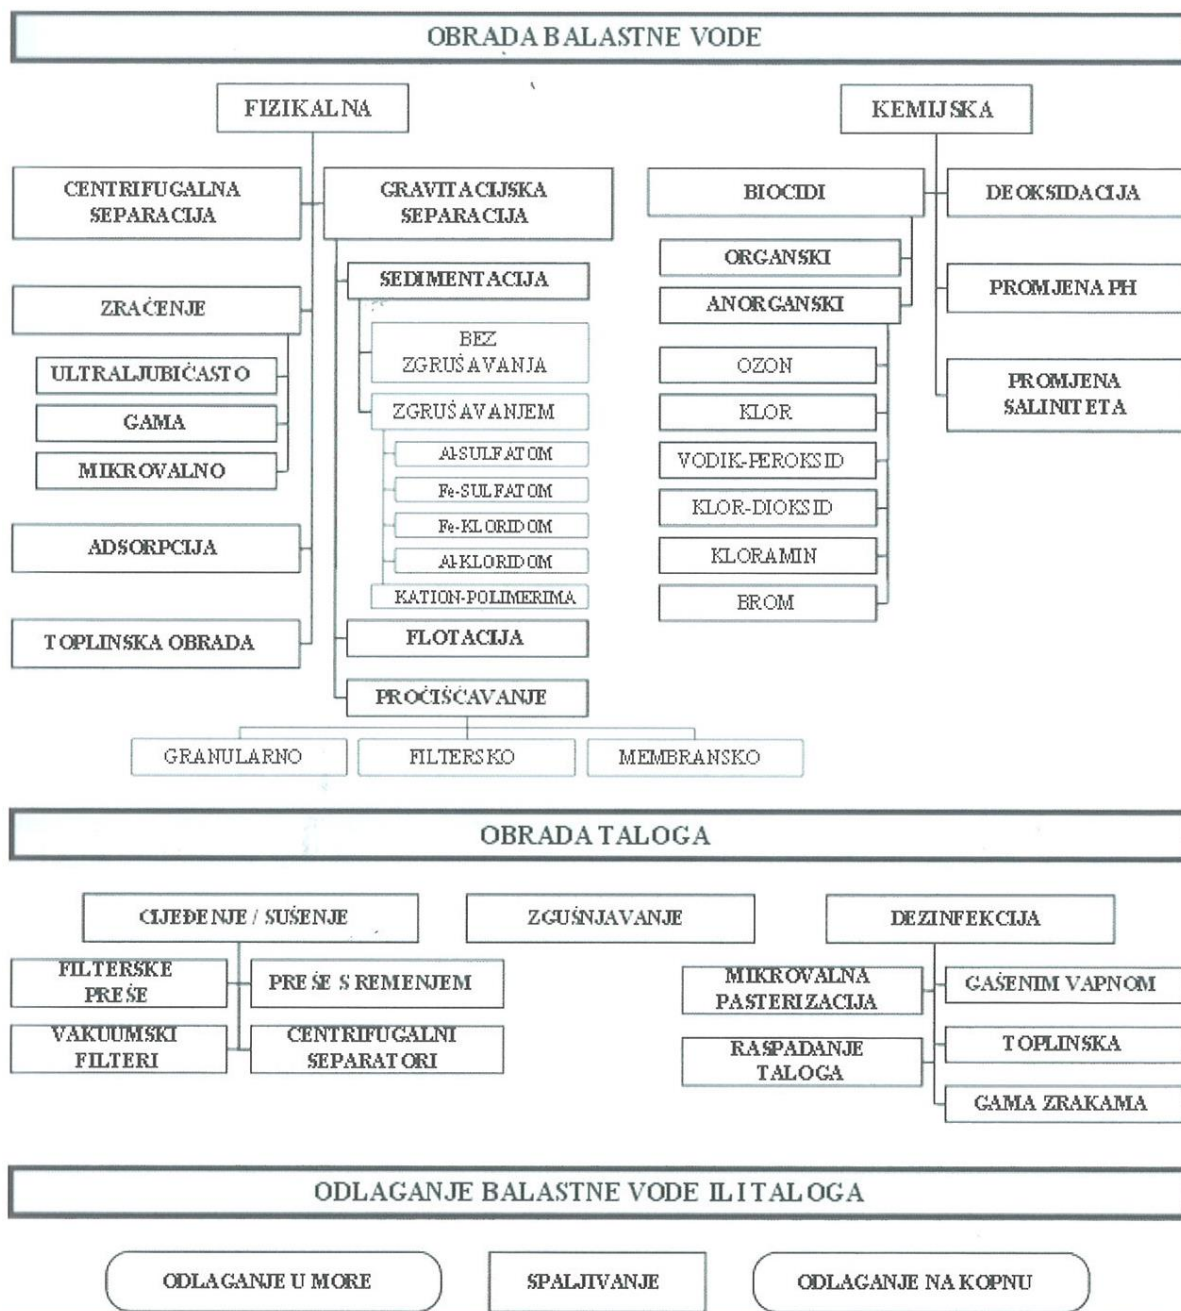 OBRADA BALASTNE VODE
FIZIKALNA
KEMIJSKA
CENTRIFUGALNA
SEPARACIJA
GRAVITACIJSKA
SEPARACIJA
BIOCIDI
DEOKSIDACIJA
ORGANSKI
SEDIMENTACIJA
ZRAČENJE
ANORGANSKI
PROMJENA PH
BEZ
ZGRUŠAVANJA
ULTRALJUBIČASTO
OZON
PROMJENA
SALINITETA
GAMA
ZGRUŠAVANJEM
KLOR
MIKROVALNO
Al-SULFATOM
VODIK-PEROKSID
Fe-SULFATOM
KLOR-DIOKSID
ADSORPCIJA
Fe-KLORIDOM
Al-KLORIDOM
KLORAMIN
KATION-POLIMERIMA
BROM
TOPLINSKA OBRADA
FLOTACIJA
PROČIŠĆAVANJE
GRANULARNO
FILTERSKO
MEMBRANSKO
OBRADA TALOGA
CIJEĐENJE / SUŠENJE
ZGUŠNJAVANJE
DEZINFEKCIJA
FILTERSKE
PREŠE
PREŠE S REMENJEM
MIKROVALNA
PASTERIZACIJA
GAŠENIM VAPNOM
VAKUUMSKI
FILTERI
CENTRIFUGALNI
SEPARATORI
RASPADANJE
TALOGA
TOPLINSKA
GAMA ZRAKAMA
ODLAGANJE BALASTNE VODE ILI TALOGA
ODLAGANJE U MORE
SPALJIVANJE
ODLAGANJE NA KOPNU